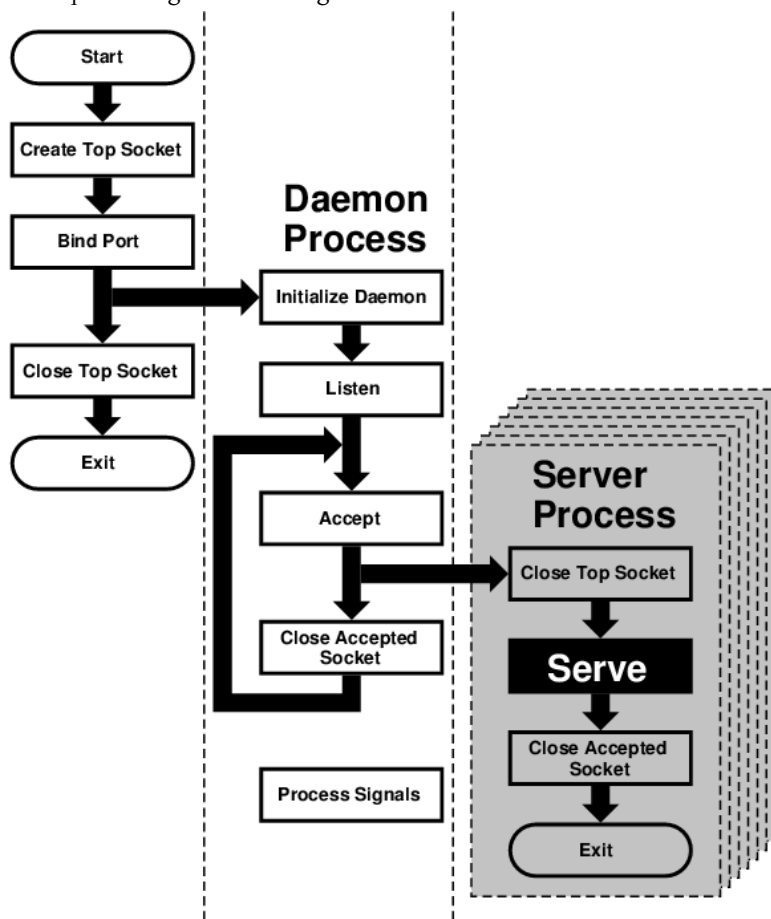 Start
Create Top Socket
Bind Port
Close Top Socket
Exit
Daemon
Process
Initialize Daemon
Listen
Accept
Close Accepted
Socket
Process Signals
Server
Process
Close Top Socket
Serve
Close Accepted
Socket
Exit